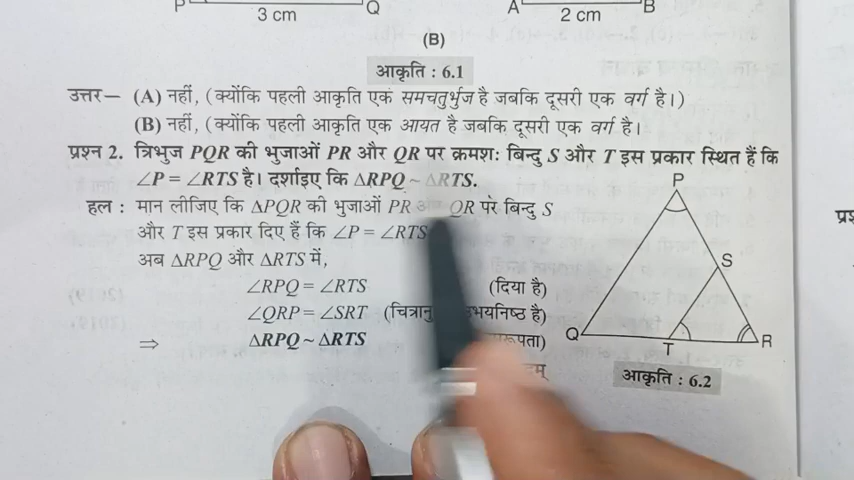 P Q A B
3 cm 2 cm
(B)
आकृति : 6.1
उत्तर— (A) नहीं, (क्योंकि पहली आकृति एक समचतुर्भुज है जबकि दूसरी एक वर्ग है।)
(B) नहीं, (क्योंकि पहली आकृति एक आयत है जबकि दूसरी एक वर्ग है।
प्रश्न 2. त्रिभुज PQR की भुजाओं PR और QR पर क्रमशः बिन्दु S और T इस प्रकार स्थित हैं कि
∠P = ∠RTS है। दर्शाइए कि ΔRPQ ~ ΔRTS.
हल : मान लीजिए कि ΔPQR की भुजाओं PR QR पर बिन्दु S
और T इस प्रकार दिए हैं कि ∠P = ∠RTS
अब ΔRPQ और ΔRTS में,
∠RPQ = ∠RTS (दिया है)
∠QRP = ∠SRT है)
⇒ ΔRPQ ~ ΔRTS
P
S
Q T R
आकृति : 6.2